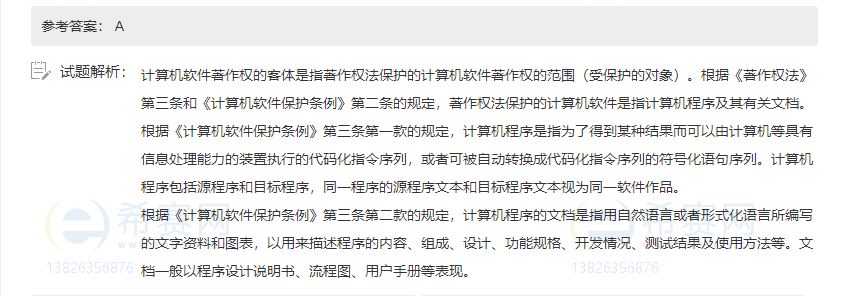 参考答案： A
试题解析：
计算机软件著作权的客体是指著作权法保护的计算机软件著作权的范围（受保护的对象）。根据《著作权法》
第三条和《计算机软件保护条例》第二条的规定，著作权法保护的计算机软件是指计算机程序及其有关文档。
根据《计算机软件保护条例》第三条第一款的规定，计算机程序是指为了得到某种结果而可以由计算机等具有
信息处理能力的装置执行的代码化指令序列，或者可被自动转换成代码化指令序列的符号化语句序列。计算机
程序包括源程序和目标程序，同一程序的源程序文本和目标程序文本视为同一软件作品。
根据《计算机软件保护条例》第三条第二款的规定，计算机程序的文档是指用自然语言或者形式化语言所编写
的文字资料和图表，以用来描述程序的内容、组成、设计、功能规格、开发情况、测试结果及使用方法等。文
档一般以程序设计说明书、流程图、用户手册等表现。
希赛网
13826356876
希赛网
13826356876